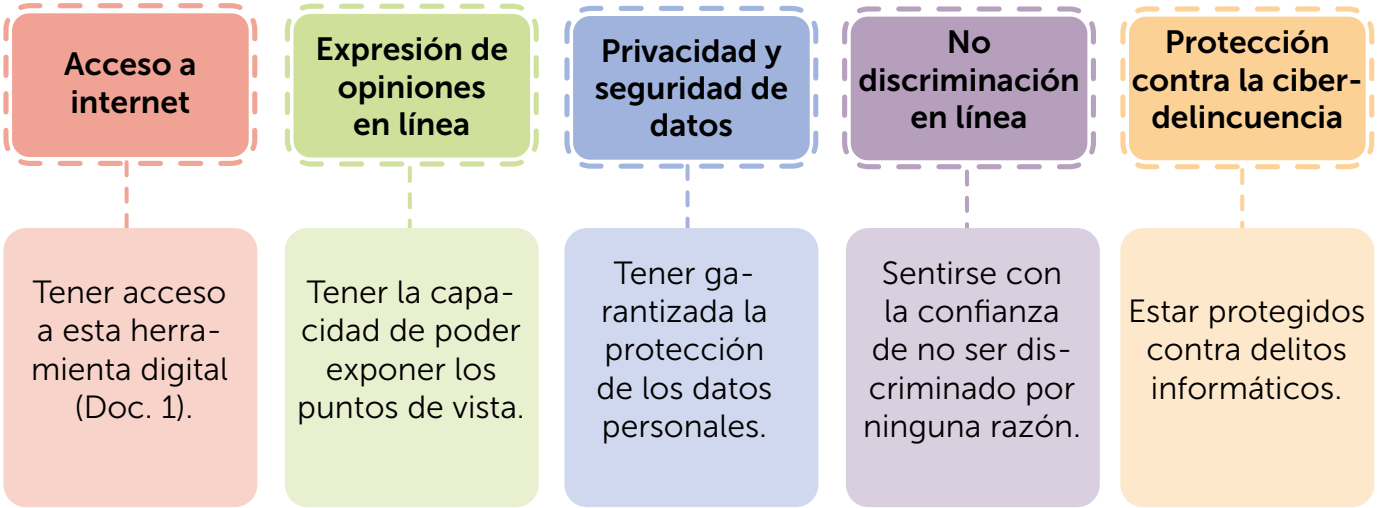 Acceso a
internet
Tener acceso
a esta herra-
mienta digital
(Doc. 1).
Expresión de
opiniones
en línea
Tener la capa-
cidad de poder
exponer los
puntos de vista.
Privacidad y
seguridad de
datos
Tener ga-
rantizada la
protección
de los datos
personales.
No
discriminación
en línea
Sentirse con
la confianza
de no ser dis-
criminado por
ninguna razón.
Protección
contra la ciber-
delincuencia
Estar protegidos
contra delitos
informáticos.